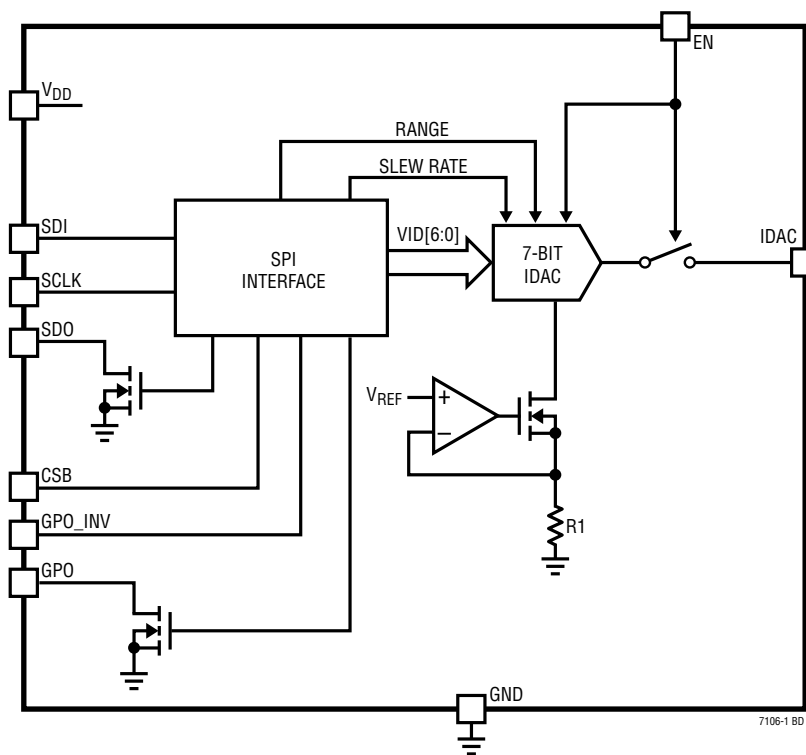 EN
VDD
RANGE
SLEW RATE
SDI
SPI
INTERFACE
VID[6:0]
7-BIT
IDAC
IDAC
SCLK
SDO
VREF
+
–
CSB
GPO_INV
R1
GPO
GND
7106-1 BD